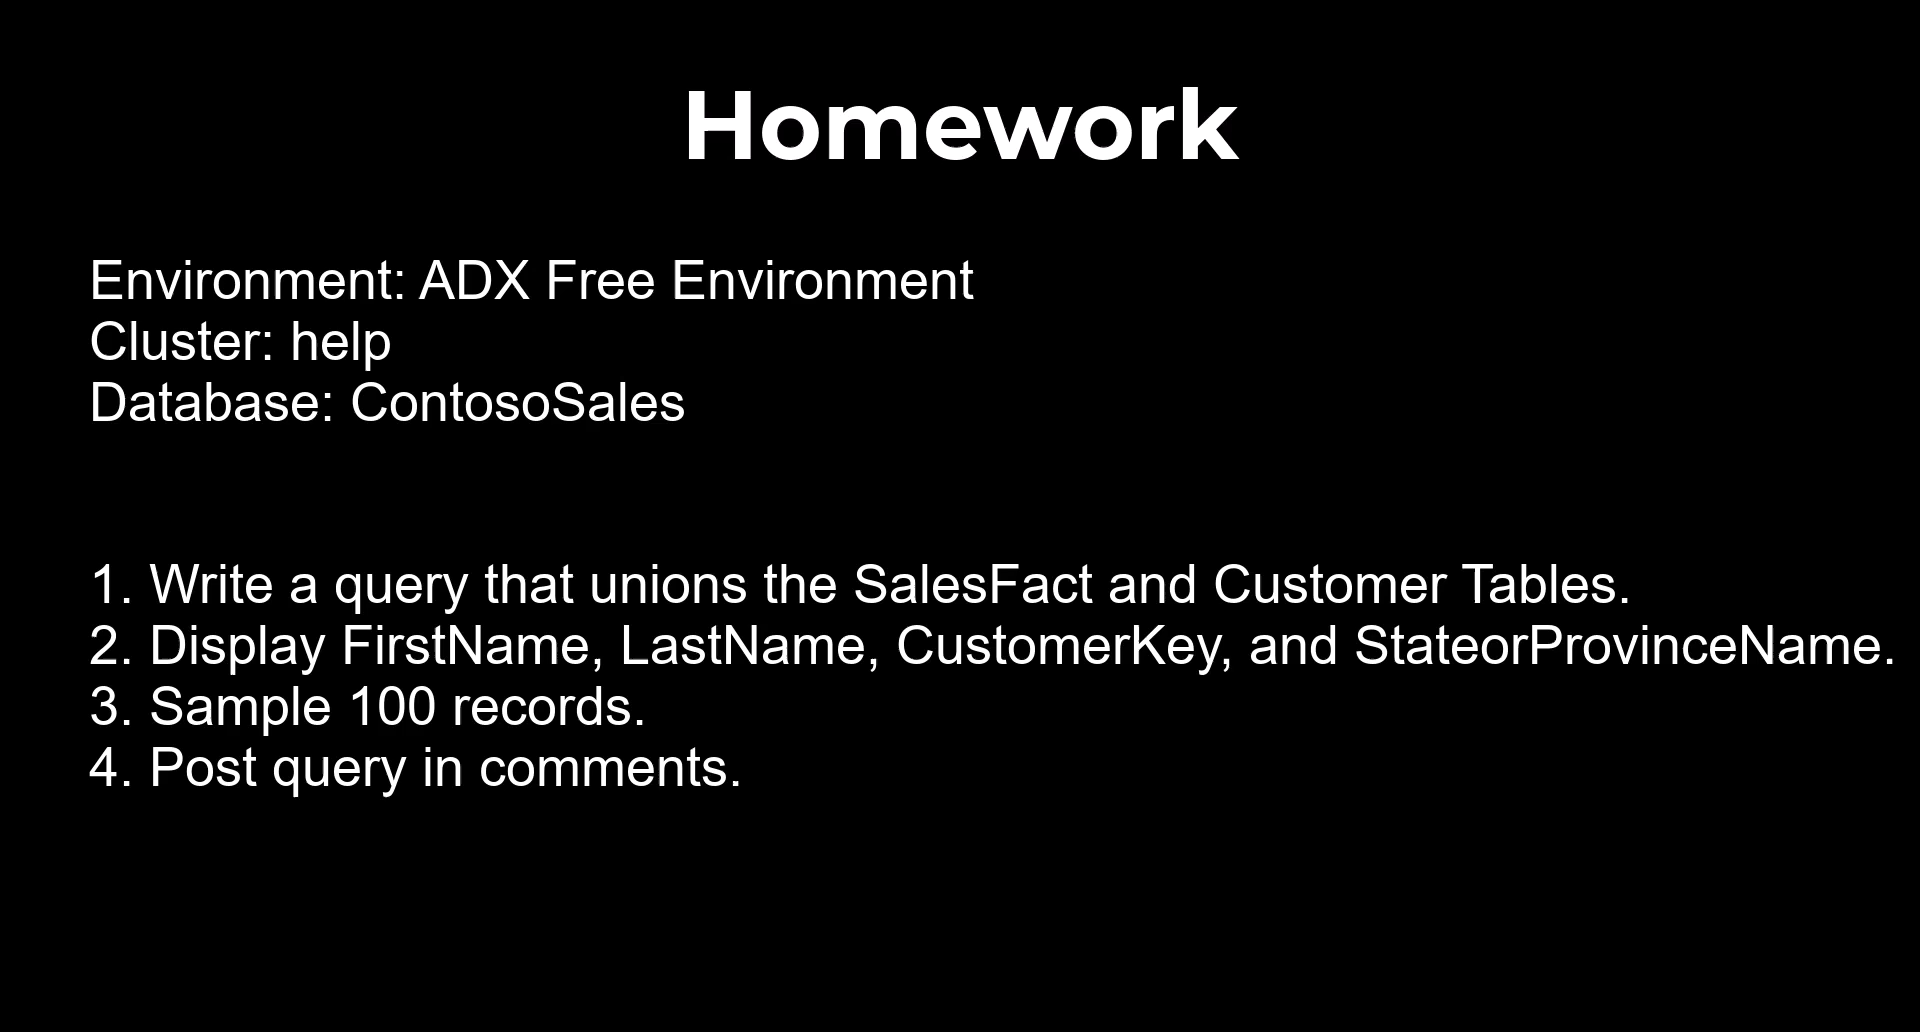 Homework
Environment: ADX Free Environment
Cluster: help
Database: ContosoSales
1. Write a query that unions the SalesFact and Customer Tables.
2. Display FirstName, LastName, CustomerKey, and StateorProvinceName.
3. Sample 100 records.
4. Post query in comments.